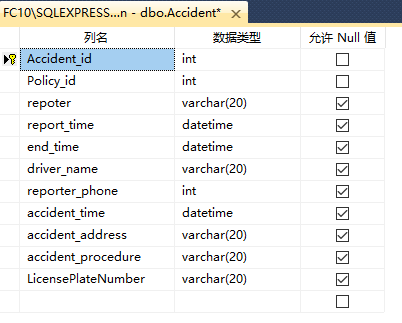 FC10\SQLEXPRESS...n - dbo.Accident*
列名 数据类型 允许 Null 值
Accident_id int
Policy_id int
repoter varchar(20)
report_time datetime
end_time datetime
driver_name varchar(20)
reporter_phone int
accident_time datetime
accident_address varchar(20)
accident_procedure varchar(20)
LicensePlateNumber varchar(20)